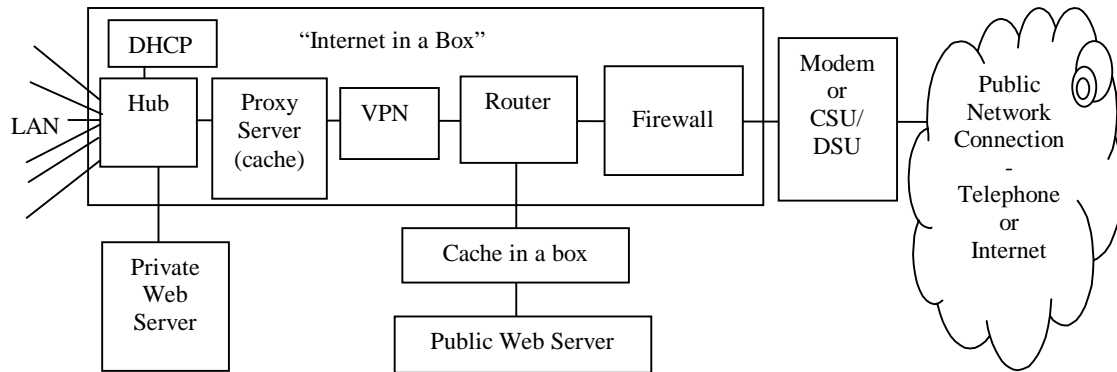 DHCP
“Internet in a Box”
Hub
Proxy
Server
(cache)
VPN
Router
Firewall
Modem
or
CSU/
DSU
Public
Network
Connection
-
Telephone
or
Internet
LAN
Private
Web
Server
Cache in a box
Public Web Server